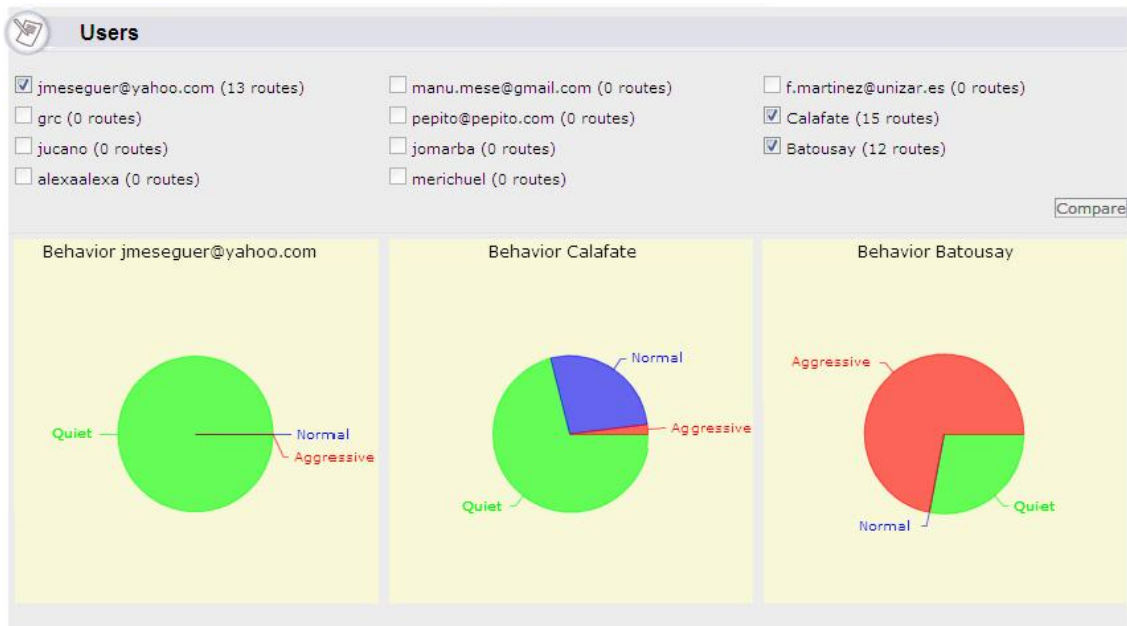 Users
jmeseguer@yahoo.com (13 routes) manu.mese@gmail.com (0 routes) f.martinez@unizar.es (0 routes)
grc (0 routes) pepito@pepito.com (0 routes) Calafate (15 routes)
jucano (0 routes) jomarba (0 routes) Batousay (12 routes)
alexaalexa (0 routes) merichuel (0 routes)
Compare
Behavior jmeseguer@yahoo.com
Quiet
Normal
Aggressive
Behavior Calafate
Normal
Aggressive
Quiet
Behavior Batousay
Aggressive
Quiet
Normal